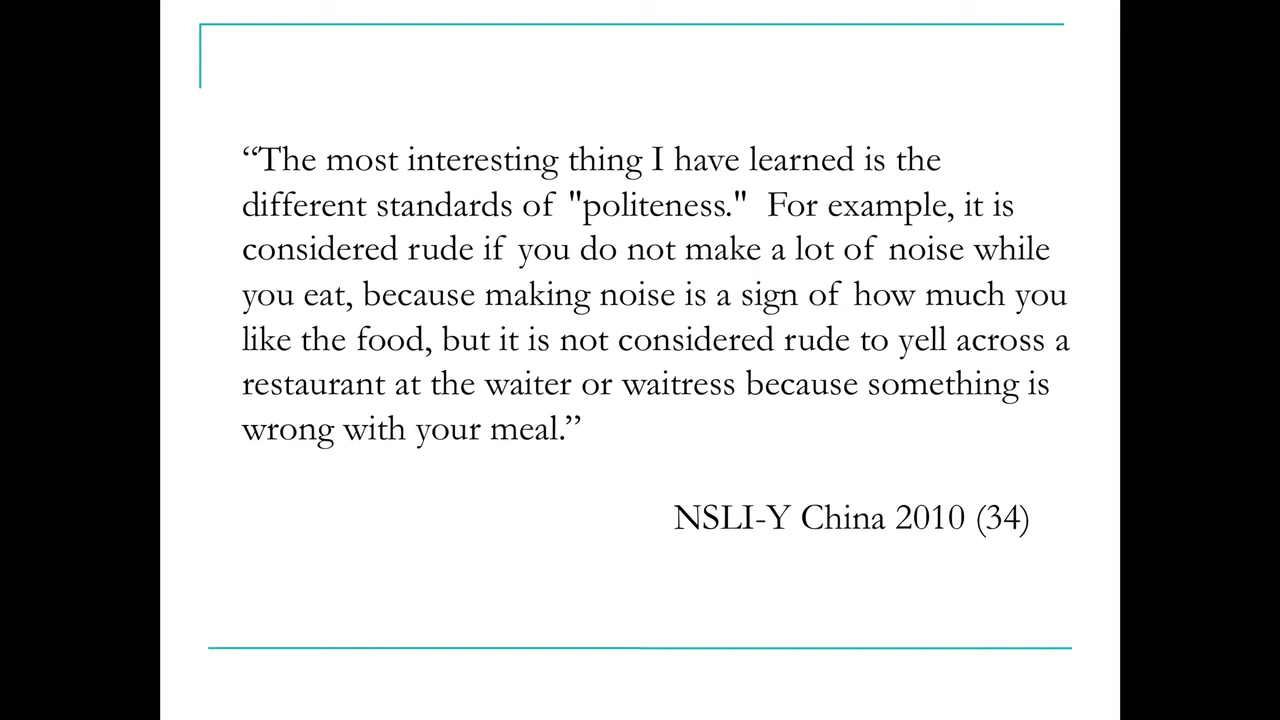 “The most interesting thing I have learned is the
different standards of "politeness."  For example, it is
considered rude if you do not make a lot of noise while
you eat, because making noise is a sign of how much you
like the food, but it is not considered rude to yell across a
restaurant at the waiter or waitress because something is
wrong with your meal.”
NSLI-Y China 2010 (34)